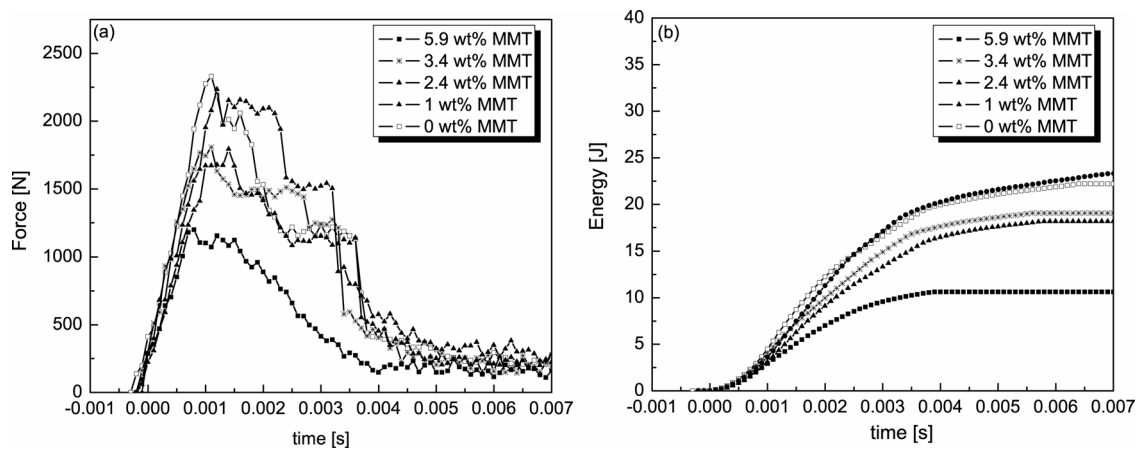 (a)
5.9 wt% MMT
3.4 wt% MMT
2.4 wt% MMT
1 wt% MMT
0 wt% MMT
2500
2000
1500
1000
500
0
Force [N]
-0.001 0.000 0.001 0.002 0.003 0.004 0.005 0.006 0.007
time [s]
(b)
5.9 wt% MMT
3.4 wt% MMT
2.4 wt% MMT
1 wt% MMT
0 wt% MMT
40
35
30
25
20
15
10
5
0
Energy [J]
-0.001 0.000 0.001 0.002 0.003 0.004 0.005 0.006 0.007
time [s]